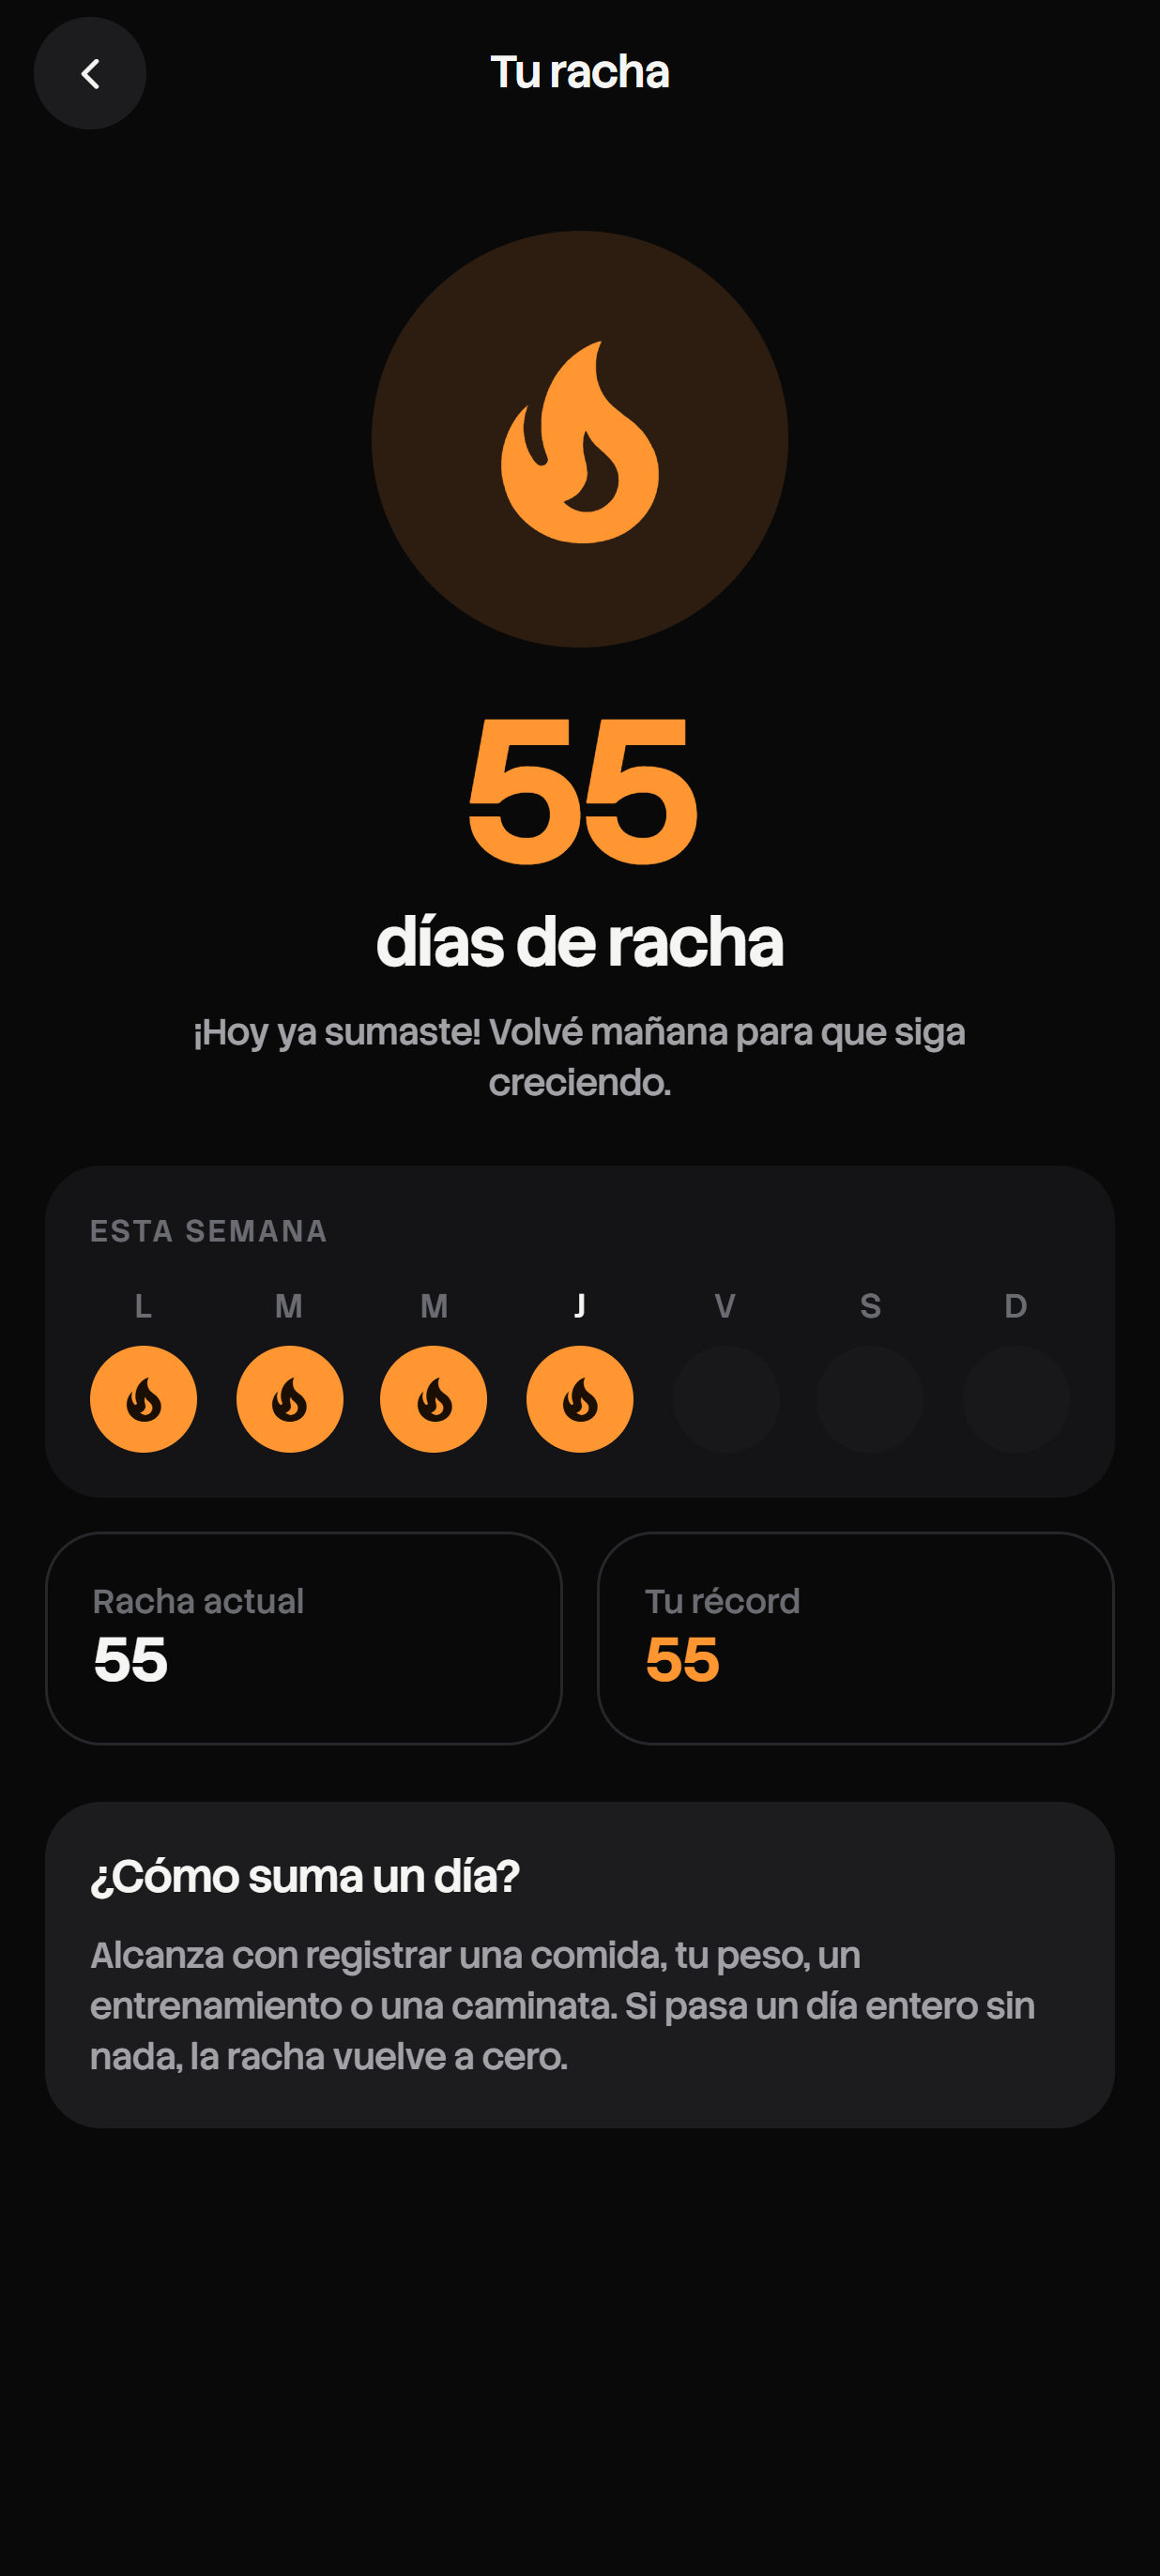 Tu racha
55
días de racha
¡Hoy ya sumaste! Volvé mañana para que siga
creciendo.
ESTA SEMANA
L M M J V S D
Racha actual
55
Tu récord
55
¿Cómo suma un día?
Alcanza con registrar una comida, tu peso, un
entrenamiento o una caminata. Si pasa un día entero sin
nada, la racha vuelve a cero.